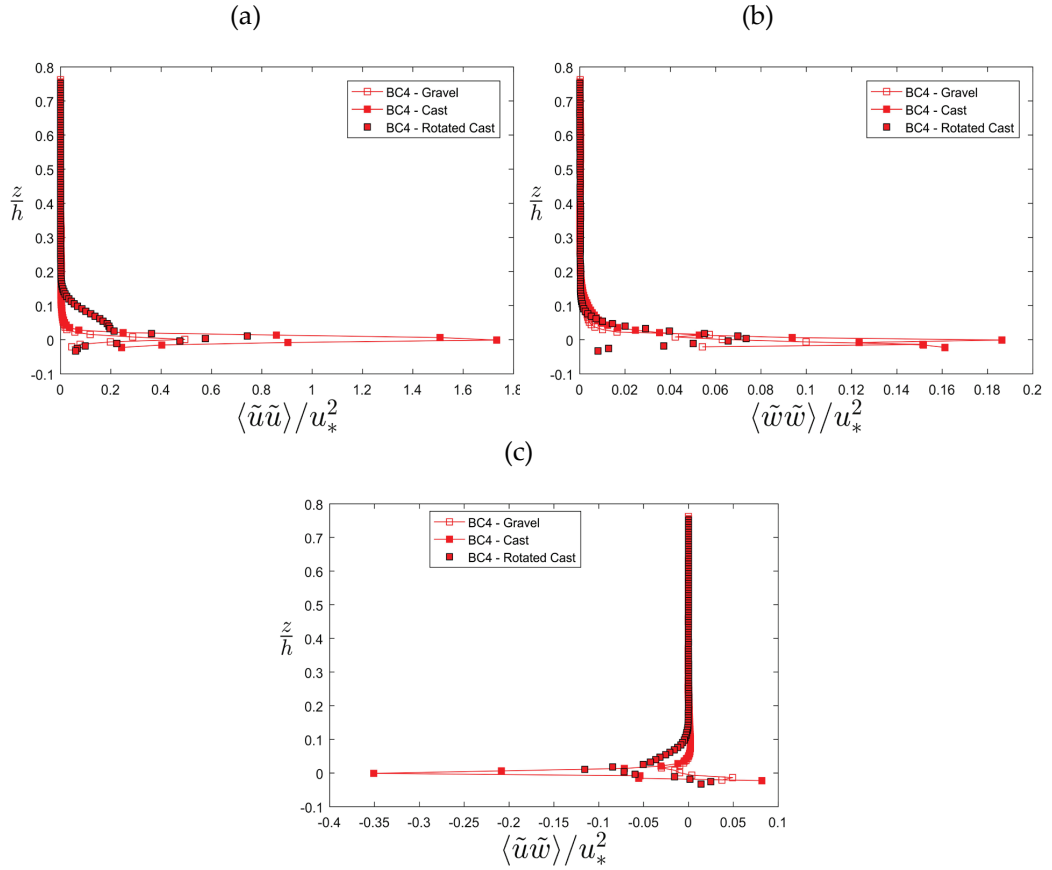 (a)
(b)
0.8
0.7
0.6
0.5
0.4
0.3
0.2
0.1
0
-0.1
z/h
BC4 - Gravel
BC4 - Cast
BC4 - Rotated Cast
0 0.2 0.4 0.6 0.8 1 1.2 1.4 1.6 1.8
⟨ũũ⟩/u²*
0.8
0.7
0.6
0.5
0.4
0.3
0.2
0.1
0
-0.1
z/h
BC4 - Gravel
BC4 - Cast
BC4 - Rotated Cast
0 0.02 0.04 0.06 0.08 0.1 0.12 0.14 0.16 0.18 0.2
⟨w̃w̃⟩/u²*
(c)
0.8
0.7
0.6
0.5
0.4
0.3
0.2
0.1
0
-0.1
z/h
BC4 - Gravel
BC4 - Cast
BC4 - Rotated Cast
-0.4 -0.35 -0.3 -0.25 -0.2 -0.15 -0.1 -0.05 0 0.05 0.1
⟨ũw̃⟩/u²*